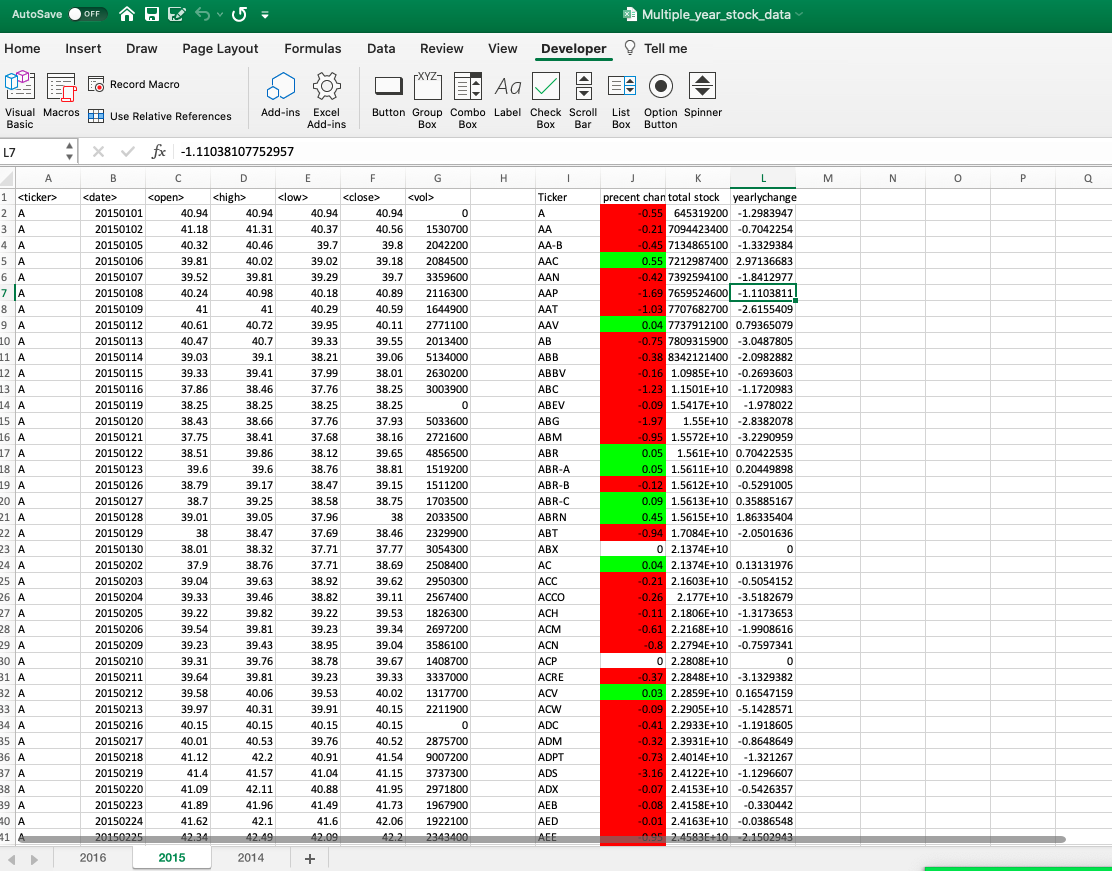 AutoSave OFF Multiple_year_stock_data
Home Insert Draw Page Layout Formulas Data Review View Developer Tell me
Visual Basic Macros Record Macro Use Relative References Add-ins Excel Add-ins Button Group Box Combo Box Label Check Box Scroll Bar List Box Option Button Spinner
XYZ Aa
L7 fx -1.11038107752957
A B C D E F G H I J K L M N O P Q
1 <ticker> <date> <open> <high> <low> <close> <vol> Ticker precent chan total stock yearlychange
2 A 20150101 40.94 40.94 40.94 40.94 0 A -0.55 645319200 -1.2983947
3 A 20150102 41.18 41.31 40.37 40.56 1530700 AA -0.21 7094423400 -0.7042254
4 A 20150105 40.32 40.46 39.7 39.8 2042200 AA-B -0.45 7134865100 -1.3329384
5 A 20150106 39.81 40.02 39.02 39.18 2084500 AAC 0.55 7212987400 2.97136683
6 A 20150107 39.52 39.81 39.29 39.7 3359600 AAN -0.42 7392594100 -1.8412977
7 A 20150108 40.24 40.98 40.18 40.89 2116300 AAP -1.69 7659524600 -1.1103811
8 A 20150109 41 41 40.29 40.59 1644900 AAT -1.03 7707682700 -2.6155409
9 A 20150112 40.61 40.72 39.95 40.11 2771100 AAV 0.04 7737912100 0.79365079
10 A 20150113 40.47 40.7 39.33 39.55 2013400 AB -0.75 7809315900 -3.0487805
11 A 20150114 39.03 39.1 38.21 39.06 5134000 ABB -0.38 8342121400 -2.0982882
12 A 20150115 39.33 39.41 37.99 38.01 2630200 ABBV -0.16 1.0985E+10 -0.2693603
13 A 20150116 37.86 38.46 37.76 38.25 3003900 ABC -1.23 1.1501E+10 -1.1720983
14 A 20150119 38.25 38.25 38.25 38.25 0 ABEV -0.09 1.5417E+10 -1.978022
15 A 20150120 38.43 38.66 37.76 37.93 5033600 ABG -1.97 1.55E+10 -2.8382078
16 A 20150121 37.75 38.41 37.68 38.16 2721600 ABM -0.95 1.5572E+10 -3.2290959
17 A 20150122 38.51 39.86 38.12 39.65 4856500 ABR 0.05 1.561E+10 0.70422535
18 A 20150123 39.6 39.6 38.76 38.81 1519200 ABR-A 0.05 1.5611E+10 0.20449898
19 A 20150126 38.79 39.17 38.47 39.15 1511200 ABR-B -0.12 1.5612E+10 -0.5291005
20 A 20150127 38.7 39.25 38.58 38.75 1703500 ABR-C 0.09 1.5613E+10 0.35885167
21 A 20150128 39.01 39.05 37.96 38 2033500 ABRN 0.45 1.5615E+10 1.86335404
22 A 20150129 38 38.47 37.69 38.46 2329900 ABT -0.94 1.7084E+10 -2.0501636
23 A 20150130 38.01 38.32 37.71 37.77 3054300 ABX 0 2.1374E+10 0
24 A 20150202 37.9 38.76 37.71 38.69 2508400 AC 0.04 2.1374E+10 0.13131976
25 A 20150203 39.04 39.63 38.92 39.62 2950300 ACC -0.21 2.1603E+10 -0.5054152
26 A 20150204 39.33 39.46 38.82 39.11 2567400 ACCO -0.26 2.177E+10 -3.5182679
27 A 20150205 39.22 39.82 39.22 39.53 1826300 ACH -0.11 2.1806E+10 -1.3173653
28 A 20150206 39.54 39.81 39.23 39.34 2697200 ACM -0.61 2.2168E+10 -1.9908616
29 A 20150209 39.23 39.43 38.95 39.04 3586100 ACN -0.8 2.2794E+10 -0.7597341
30 A 20150210 39.31 39.76 38.78 39.67 1408700 ACP 0 2.2808E+10 0
31 A 20150211 39.64 39.81 39.23 39.33 3337000 ACRE -0.37 2.2848E+10 -3.1329382
32 A 20150212 39.58 40.06 39.53 40.02 1317700 ACV 0.03 2.2859E+10 0.16547159
33 A 20150213 39.97 40.31 39.91 40.15 2211900 ACW -0.09 2.2905E+10 -5.1428571
34 A 20150216 40.15 40.15 40.15 40.15 0 ADC -0.41 2.2933E+10 -1.1918605
35 A 20150217 40.01 40.53 39.76 40.52 2875700 ADM -0.32 2.3931E+10 -0.8648649
36 A 20150218 41.12 42.2 40.91 41.54 9007200 ADPT -0.73 2.4014E+10 -1.321267
37 A 20150219 41.4 41.57 41.04 41.15 3737300 ADS -3.16 2.4122E+10 -1.1296607
38 A 20150220 41.09 42.11 40.88 41.95 2971800 ADX -0.07 2.4153E+10 -0.5426357
39 A 20150223 41.89 41.96 41.49 41.73 1967900 AEB -0.08 2.4158E+10 -0.330442
40 A 20150224 41.62 42.1 41.6 42.06 1922100 AED -0.01 2.4163E+10 -0.0386548
41 A 20150225 42.34 42.49 42.09 42.2 2343400 AEE -0.95 2.4583E+10 -2.1502943
2016 2015 2014 +